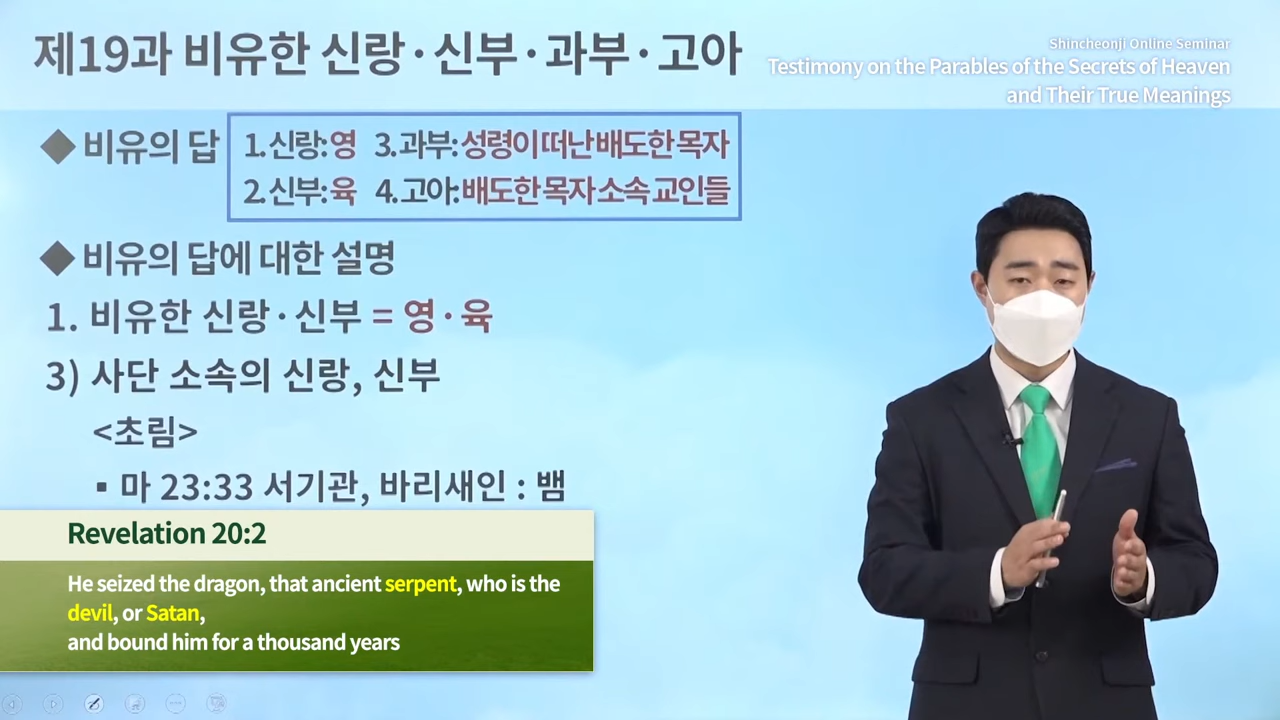 제19과 비유한 신랑·신부·과부·고아
Shincheonji Online Seminar
Testimony on the Parables of the Secrets of Heaven
and Their True Meanings
◆ 비유의 답
1. 신랑: 영 3. 과부: 성령이 떠난 배도한 목자
2. 신부: 육 4. 고아: 배도한 목자 소속 교인들
◆ 비유의 답에 대한 설명
1. 비유한 신랑·신부 = 영·육
3) 사단 소속의 신랑, 신부
<초림>
▪ 마 23:33 서기관, 바리새인 : 뱀
Revelation 20:2
He seized the dragon, that ancient serpent, who is the
devil, or Satan,
and bound him for a thousand years